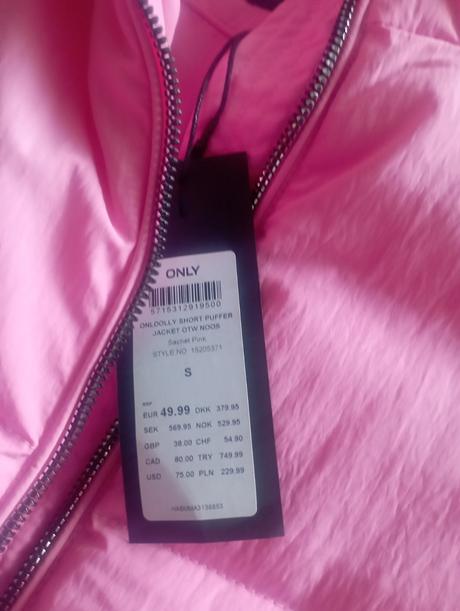 ONLY
5715312919500
ONLDOLLY SHORT PUFFER
JACKET OTW NOOS
Sachet Pink
STYLE NO 15205371
S
RRP
EUR 49.99 DKK 379.95
SEK 569.95 NOK 529.95
GBP 38.00 CHF 54.90
CAD 80.00 TRY 749.99
USD 75.00 PLN 229.99